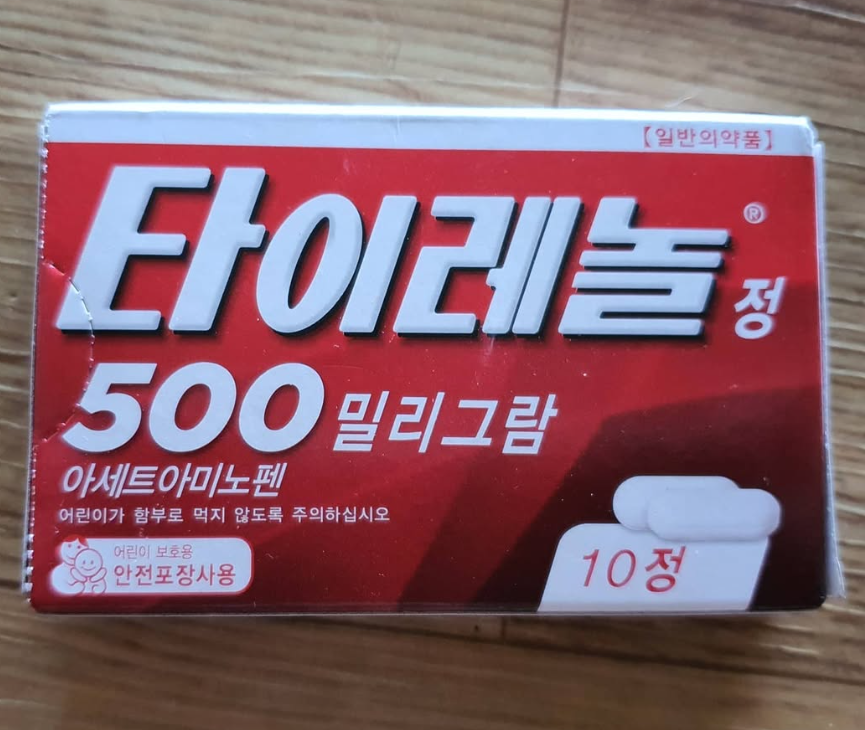 【일반의약품】
타이레놀® 정
500 밀리그람
아세트아미노펜
어린이가 함부로 먹지 않도록 주의하십시오
어린이 보호용
안전포장사용
10정